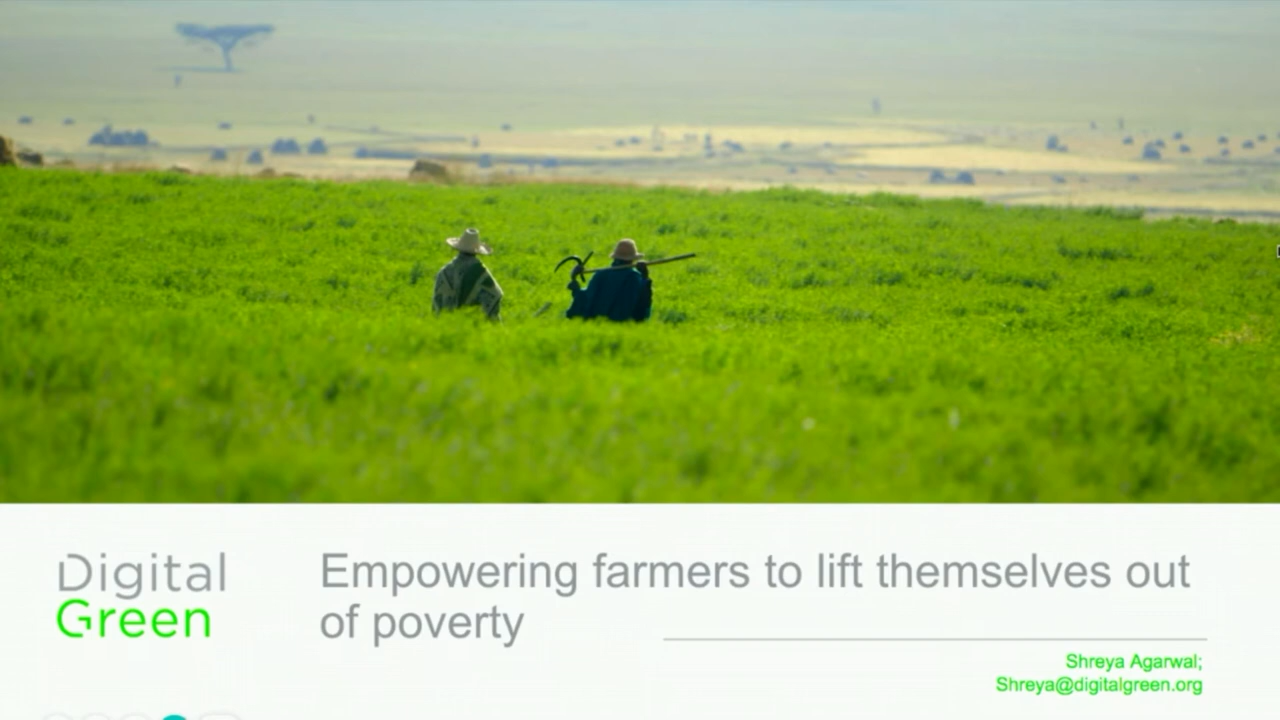 Digital
Green
Empowering farmers to lift themselves out
of poverty
Shreya Agarwal;
Shreya@digitalgreen.org